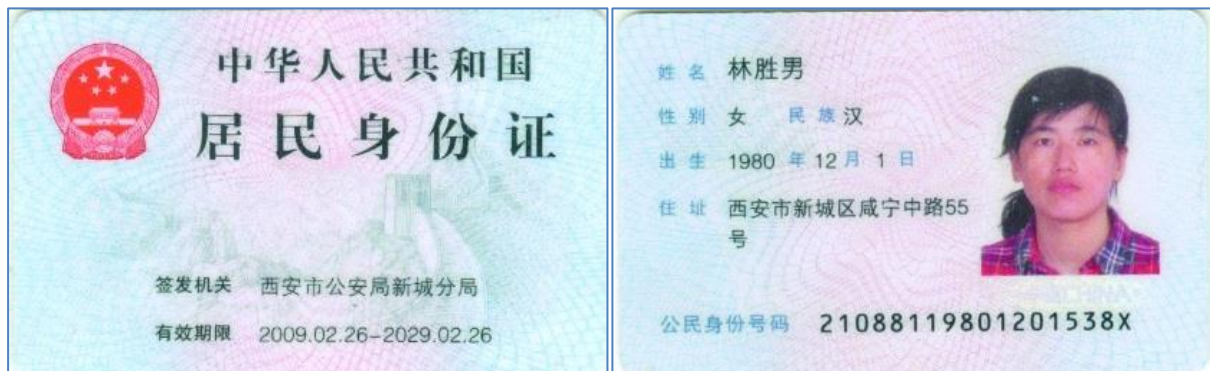 中华人民共和国
居民身份证
签发机关 西安市公安局新城分局
有效期限 2009.02.26-2029.02.26
姓名 林胜男
性别 女 民族 汉
出生 1980 年 12 月 1 日
住址 西安市新城区咸宁中路55
号
公民身份号码 21088119801201538X